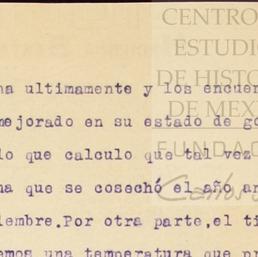 CENTRO
ESTUDI
DE HISTO
DE MEX
FUNDAC
Carlos
na ultimamente y los encuen
mejorado en su estado de go
lo que calculo que tal vez
na que se cosechó el año an
iembre.Por otra parte,el ti
emos una temperatura que pr